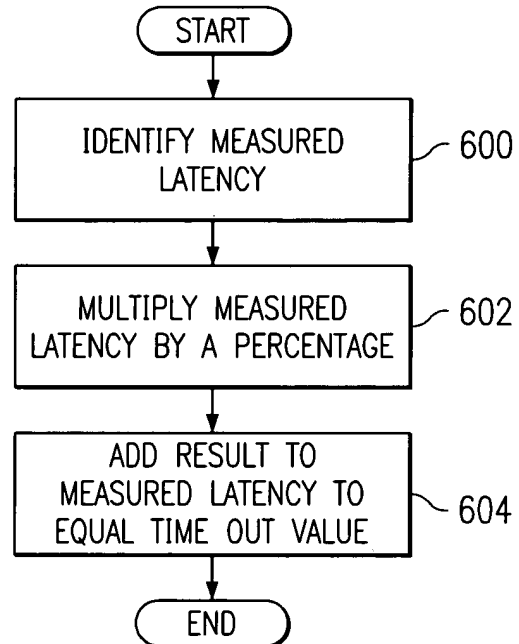 START
IDENTIFY MEASURED
LATENCY
600
MULTIPLY MEASURED
LATENCY BY A PERCENTAGE
602
ADD RESULT TO
MEASURED LATENCY TO
EQUAL TIME OUT VALUE
604
END